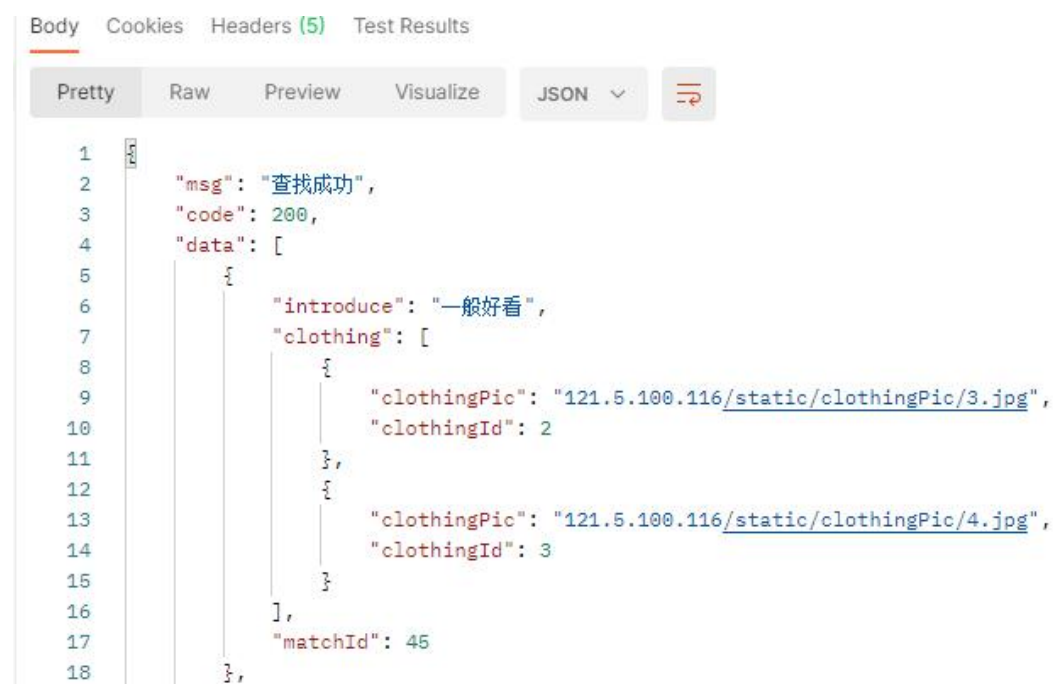 Body Cookies Headers (5) Test Results
Pretty Raw Preview Visualize JSON
1 {
2 "msg": "查找成功",
3 "code": 200,
4 "data": [
5 {
6 "introduce": "一般好看",
7 "clothing": [
8 {
9 "clothingPic": "121.5.100.116/static/clothingPic/3.jpg",
10 "clothingId": 2
11 },
12 {
13 "clothingPic": "121.5.100.116/static/clothingPic/4.jpg",
14 "clothingId": 3
15 }
16 ],
17 "matchId": 45
18 },